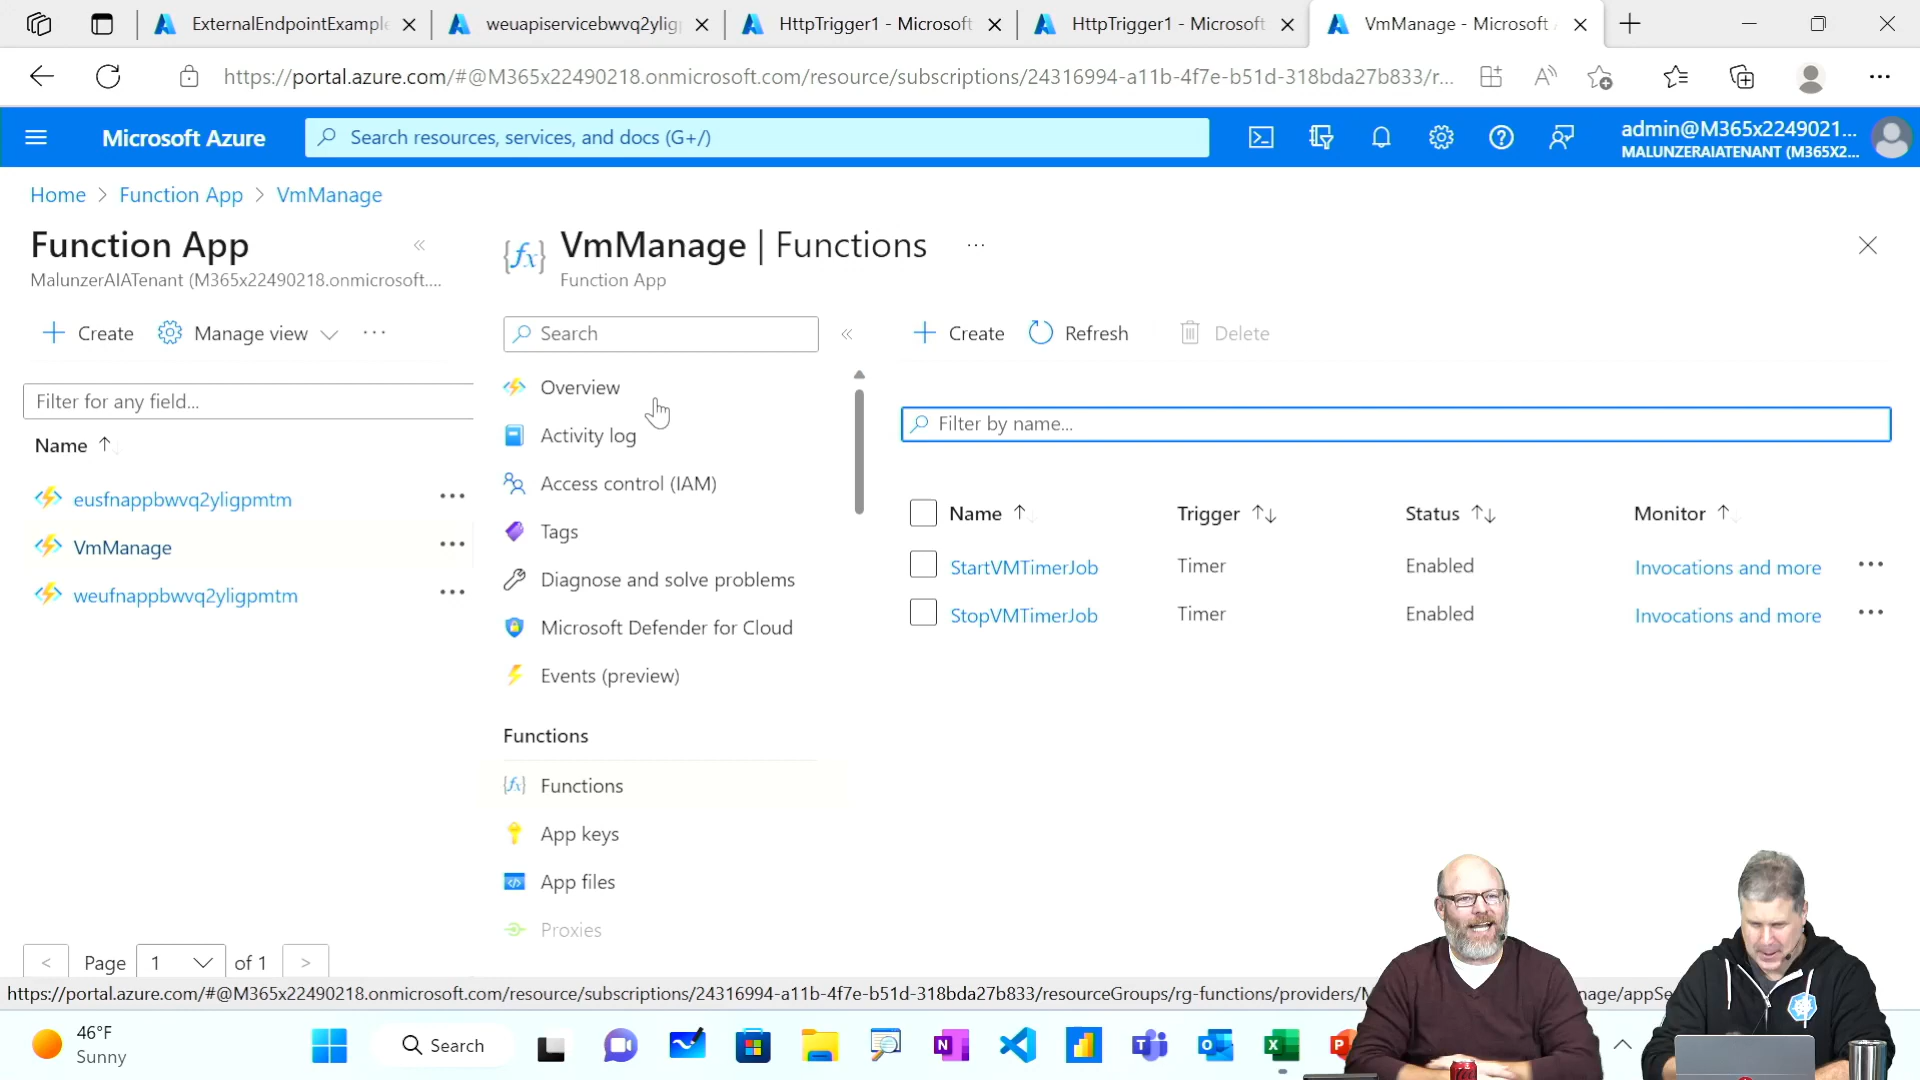 ExternalEndpointExample
weuapiservicebwvq2ylig
HttpTrigger1 - Microsoft
HttpTrigger1 - Microsoft
VmManage - Microsoft
https://portal.azure.com/#@M365x22490218.onmicrosoft.com/resource/subscriptions/24316994-a11b-4f7e-b51d-318bda27b833/r...
Microsoft Azure
Search resources, services, and docs (G+/)
admin@M365x2249021...
MALUNZERAIATENANT (M365X2...
Home > Function App > VmManage
Function App
MalunzerAIATenant (M365x22490218.onmicrosoft....
VmManage | Functions
Function App
Create
Manage view
Search
Create
Refresh
Delete
Filter for any field...
Name
eusfnappbwvq2yligpmtm
VmManage
weufnappbwvq2yligpmtm
Overview
Activity log
Access control (IAM)
Tags
Diagnose and solve problems
Microsoft Defender for Cloud
Events (preview)
Functions
Functions
App keys
App files
Proxies
Filter by name...
Name Trigger Status Monitor
StartVMTimerJob Timer Enabled Invocations and more
StopVMTimerJob Timer Enabled Invocations and more
< Page 1 of 1 >
https://portal.azure.com/#@M365x22490218.onmicrosoft.com/resource/subscriptions/24316994-a11b-4f7e-b51d-318bda27b833/resourceGroups/rg-functions/providers/M
nage/appSe
46°F
Sunny
Search